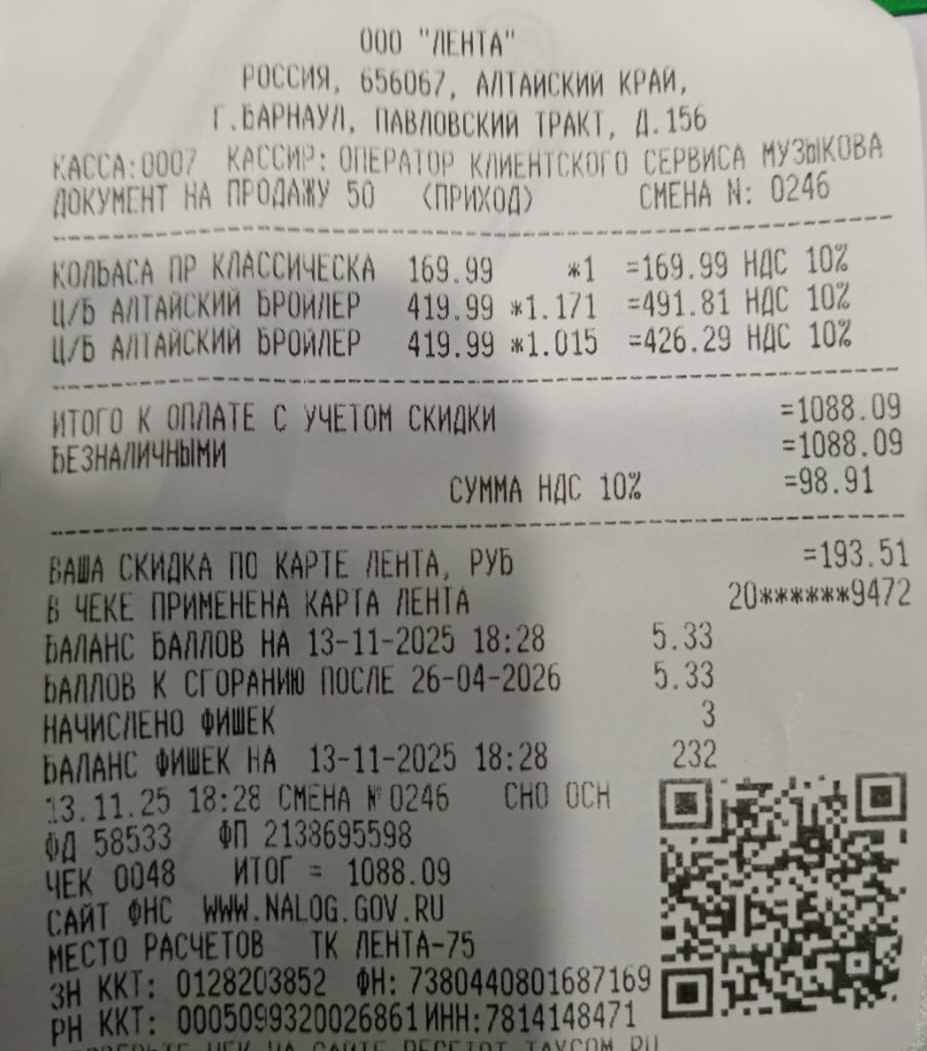 ООО "ЛЕНТА"
РОССИЯ, 656067, АЛТАЙСКИЙ КРАЙ,
Г.БАРНАУЛ, ПАВЛОВСКИЙ ТРАКТ, Д.156
КАССА:0007 КАССИР: ОПЕРАТОР КЛИЕНТСКОГО СЕРВИСА МУЗЫКОВА
ДОКУМЕНТ НА ПРОДАЖУ 50 (ПРИХОД) СМЕНА N: 0246
КОЛБАСА ПР КЛАССИЧЕСКА 169.99 *1 =169.99 НДС 10%
Ц/Б АЛТАЙСКИЙ БРОЙЛЕР 419.99 *1.171 =491.81 НДС 10%
Ц/Б АЛТАЙСКИЙ БРОЙЛЕР 419.99 *1.015 =426.29 НДС 10%
ИТОГО К ОПЛАТЕ С УЧЕТОМ СКИДКИ =1088.09
БЕЗНАЛИЧНЫМИ =1088.09
СУММА НДС 10% =98.91
ВАША СКИДКА ПО КАРТЕ ЛЕНТА, РУБ =193.51
В ЧЕКЕ ПРИМЕНЕНА КАРТА ЛЕНТА 20******9472
БАЛАНС БАЛЛОВ НА 13-11-2025 18:28 5.33
БАЛЛОВ К СГОРАНИЮ ПОСЛЕ 26-04-2026 5.33
НАЧИСЛЕНО ФИШЕК 3
БАЛАНС ФИШЕК НА 13-11-2025 18:28 232
13.11.25 18:28 СМЕНА №0246 СНО ОСН
ФД 58533 ФП 2138695598
ЧЕК 0048 ИТОГ = 1088.09
САЙТ ФНС WWW.NALOG.GOV.RU
МЕСТО РАСЧЕТОВ ТК ЛЕНТА-75
ЗН ККТ: 0128203852 ФН: 7380440801687169
РН ККТ: 0005099320026861 ИНН:7814148471